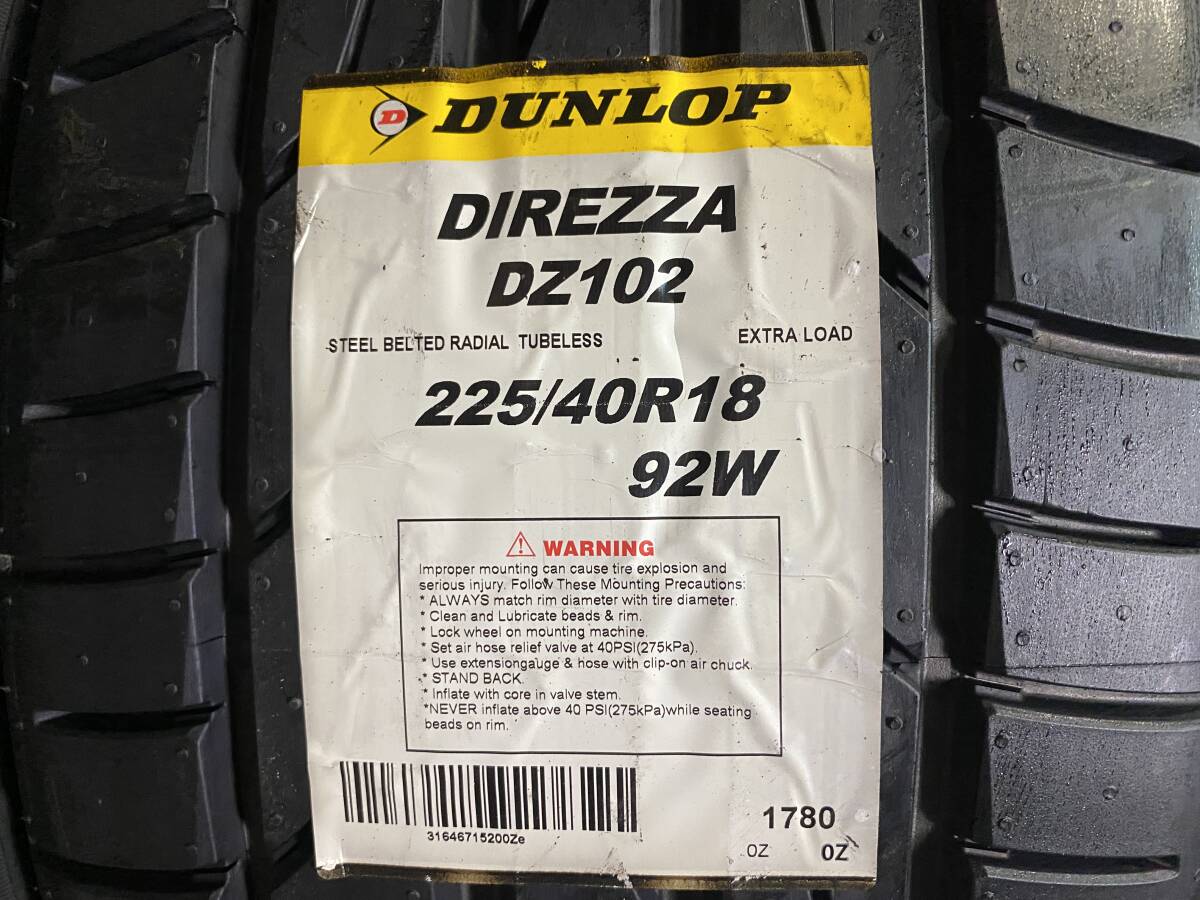 D DUNLOP
DIREZZA
DZ102
STEEL BELTED RADIAL TUBELESS EXTRA LOAD
225/40R18
92W
WARNING
Improper mounting can cause tire explosion and
serious injury. Follow These Mounting Precautions:
* ALWAYS match rim diameter with tire diameter.
* Clean and Lubricate beads & rim.
* Lock wheel on mounting machine.
* Set air hose relief valve at 40PSI(275kPa).
* Use extensiongauge & hose with clip-on air chuck.
* STAND BACK.
* Inflate with core in valve stem.
*NEVER inflate above 40 PSI(275kPa)while seating
beads on rim.
31646715200Ze
1780
OZ OZ